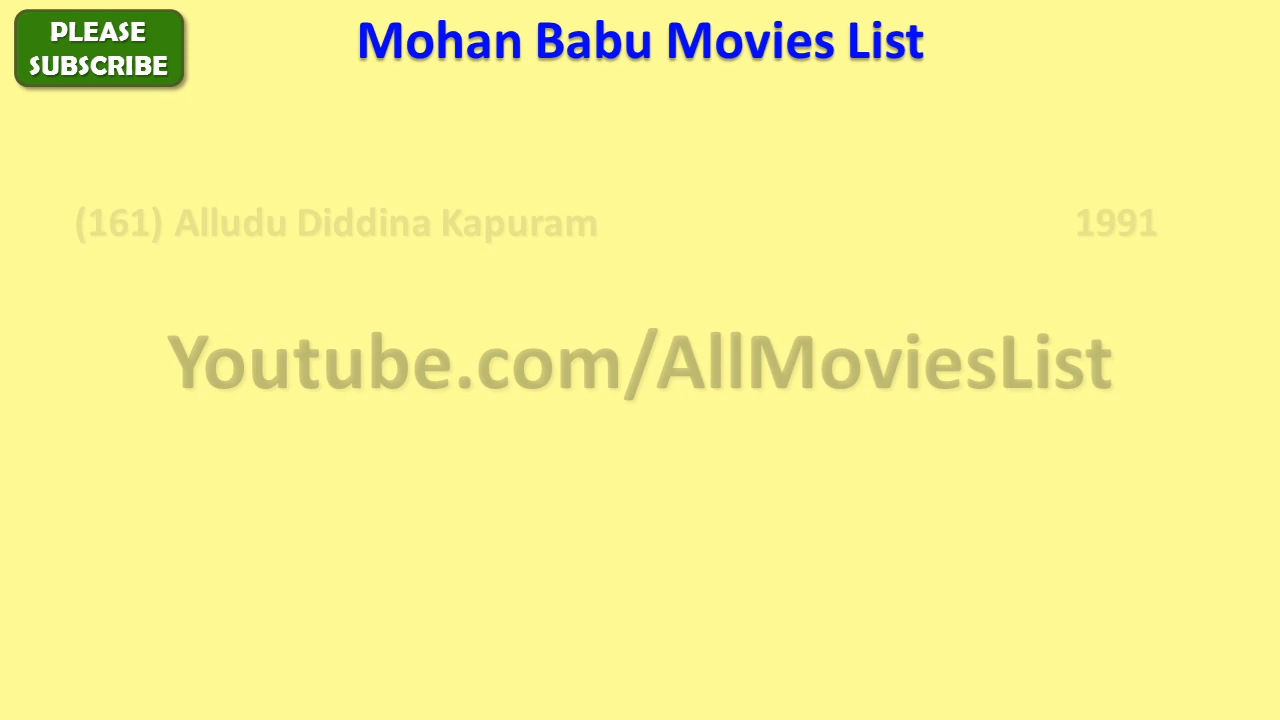 PLEASE
SUBSCRIBE
Mohan Babu Movies List
(161) Alludu Diddina Kapuram 1991
Youtube.com/AllMoviesList